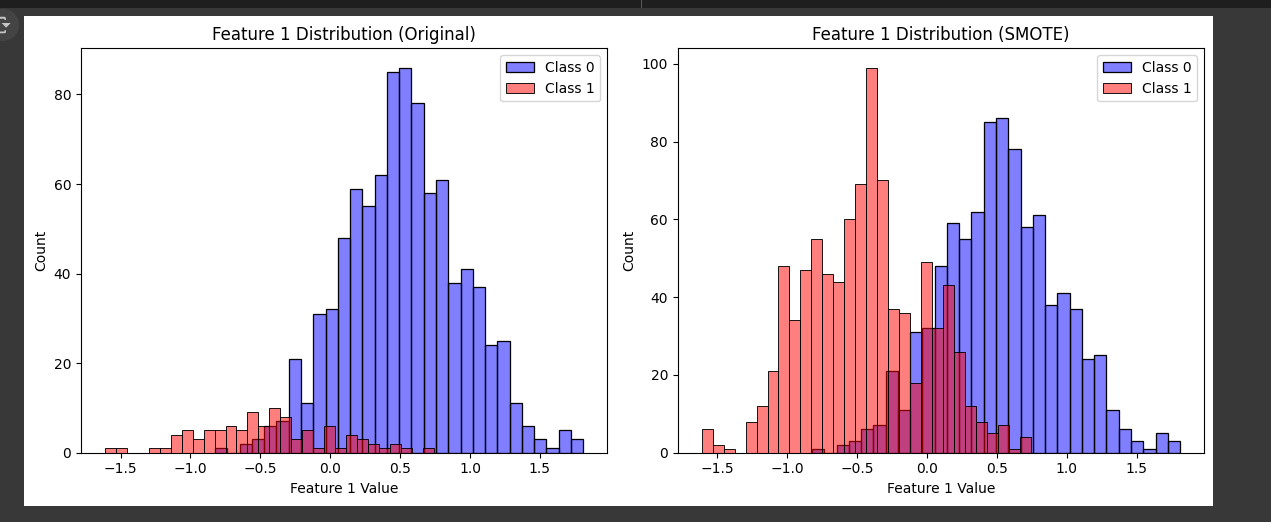 Feature 1 Distribution (Original)
Class 0
Class 1
80
60
40
20
0
Count
−1.5 −1.0 −0.5 0.0 0.5 1.0 1.5
Feature 1 Value
Feature 1 Distribution (SMOTE)
Class 0
Class 1
100
80
60
40
20
0
Count
−1.5 −1.0 −0.5 0.0 0.5 1.0 1.5
Feature 1 Value